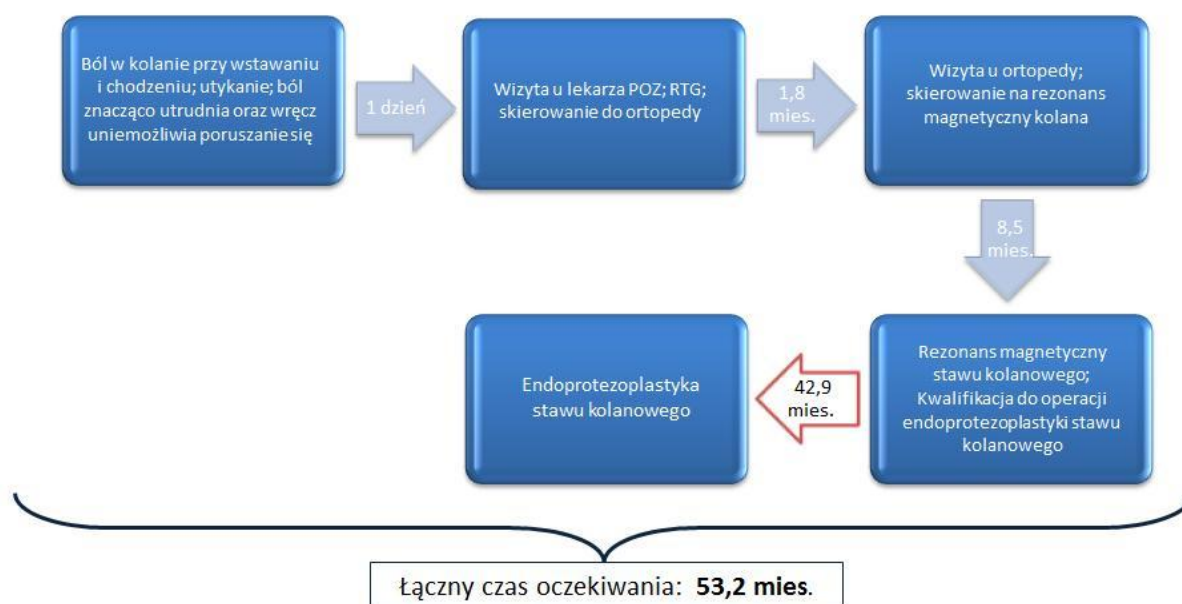 Ból w kolanie przy wstawaniu
i chodzeniu; utykanie; ból
znacząco utrudnia oraz wręcz
uniemożliwia poruszanie się
1 dzień
Wizyta u lekarza POZ; RTG;
skierowanie do ortopedy
1,8
mies.
Wizyta u ortopedy;
skierowanie na rezonans
magnetyczny kolana
8,5
mies.
Rezonans magnetyczny
stawu kolanowego;
Kwalifikacja do operacji
endoprotezoplastyki stawu
kolanowego
42,9
mies.
Endoprotezoplastyka
stawu kolanowego
Łączny czas oczekiwania: 53,2 mies.